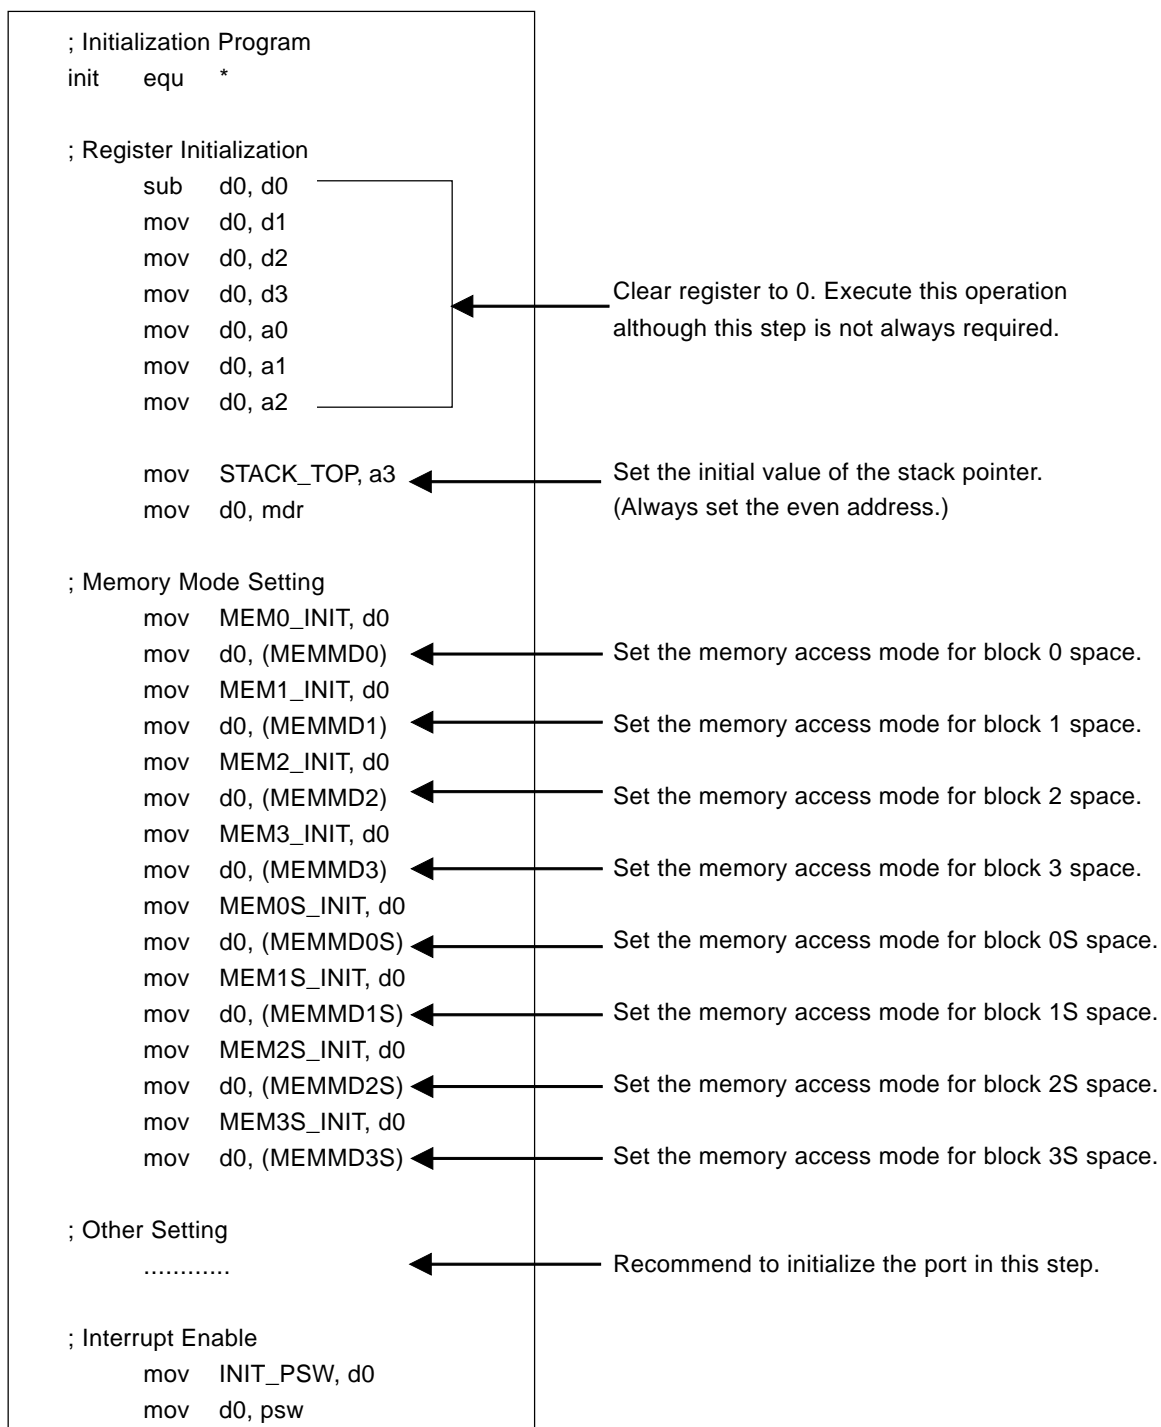 ; Initialization Program
init equ *
; Register Initialization
sub d0, d0
mov d0, d1
mov d0, d2
mov d0, d3
Clear register to 0. Execute this operation
mov d0, a0
although this step is not always required.
mov d0, a1
mov d0, a2
mov STACK_TOP, a3 Set the initial value of the stack pointer.
mov d0, mdr (Always set the even address.)
; Memory Mode Setting
mov MEM0_INIT, d0
mov d0, (MEMMD0) Set the memory access mode for block 0 space.
mov MEM1_INIT, d0
mov d0, (MEMMD1) Set the memory access mode for block 1 space.
mov MEM2_INIT, d0
mov d0, (MEMMD2) Set the memory access mode for block 2 space.
mov MEM3_INIT, d0
mov d0, (MEMMD3) Set the memory access mode for block 3 space.
mov MEM0S_INIT, d0
mov d0, (MEMMD0S) Set the memory access mode for block 0S space.
mov MEM1S_INIT, d0
mov d0, (MEMMD1S) Set the memory access mode for block 1S space.
mov MEM2S_INIT, d0
mov d0, (MEMMD2S) Set the memory access mode for block 2S space.
mov MEM3S_INIT, d0
mov d0, (MEMMD3S) Set the memory access mode for block 3S space.
; Other Setting
............ Recommend to initialize the port in this step.
; Interrupt Enable
mov INIT_PSW, d0
mov d0, psw